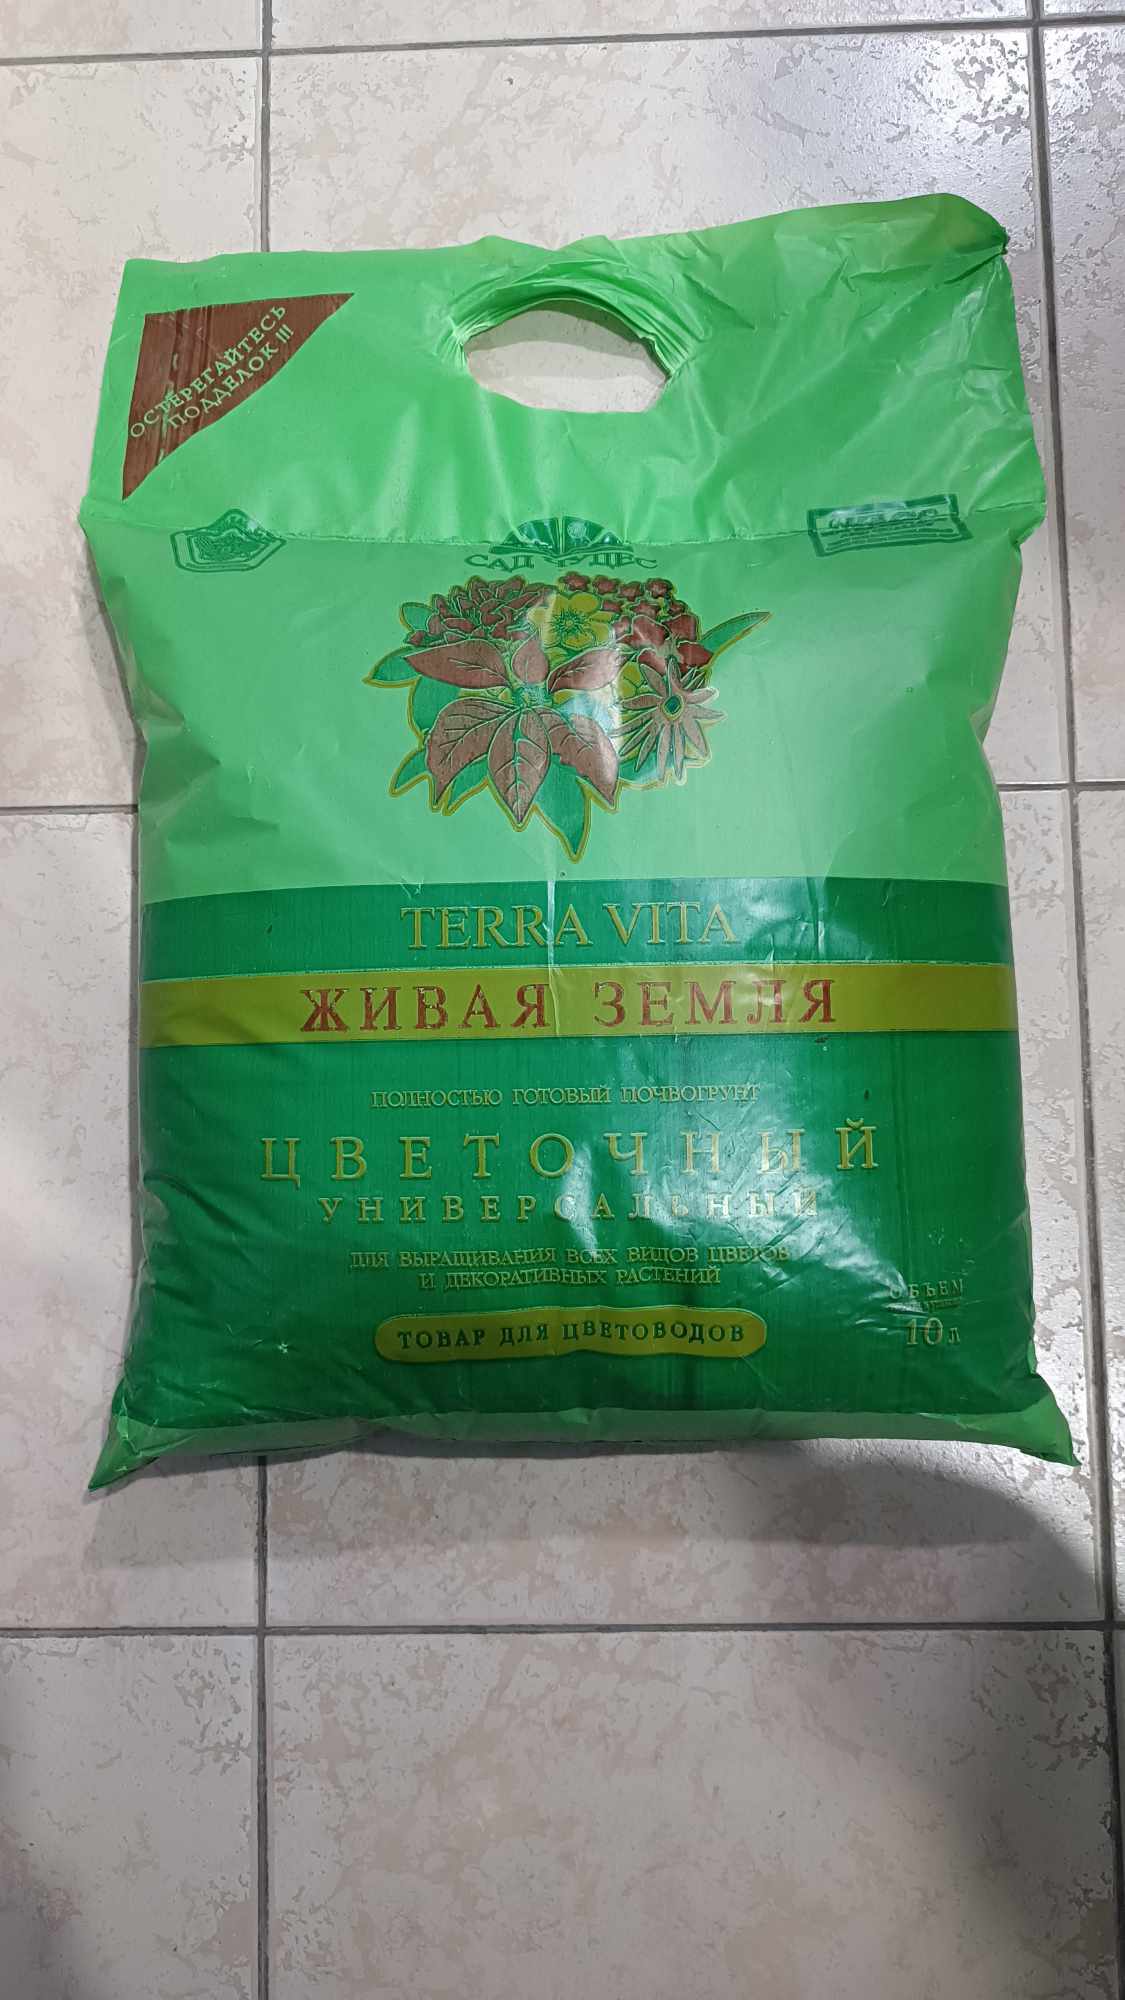 ОСТЕРЕГАЙТЕСЬ
ПОДДЕЛОК !!!
САД ЧУДЕС
TERRA VITA
ЖИВАЯ ЗЕМЛЯ
ПОЛНОСТЬЮ ГОТОВЫЙ ПОЧВОГРУНТ
ЦВЕТОЧНЫЙ
УНИВЕРСАЛЬНЫЙ
ДЛЯ ВЫРАЩИВАНИЯ ВСЕХ ВИДОВ ЦВЕТОВ
И ДЕКОРАТИВНЫХ РАСТЕНИЙ
ОБЪЕМ
10 л
ТОВАР ДЛЯ ЦВЕТОВОДОВ